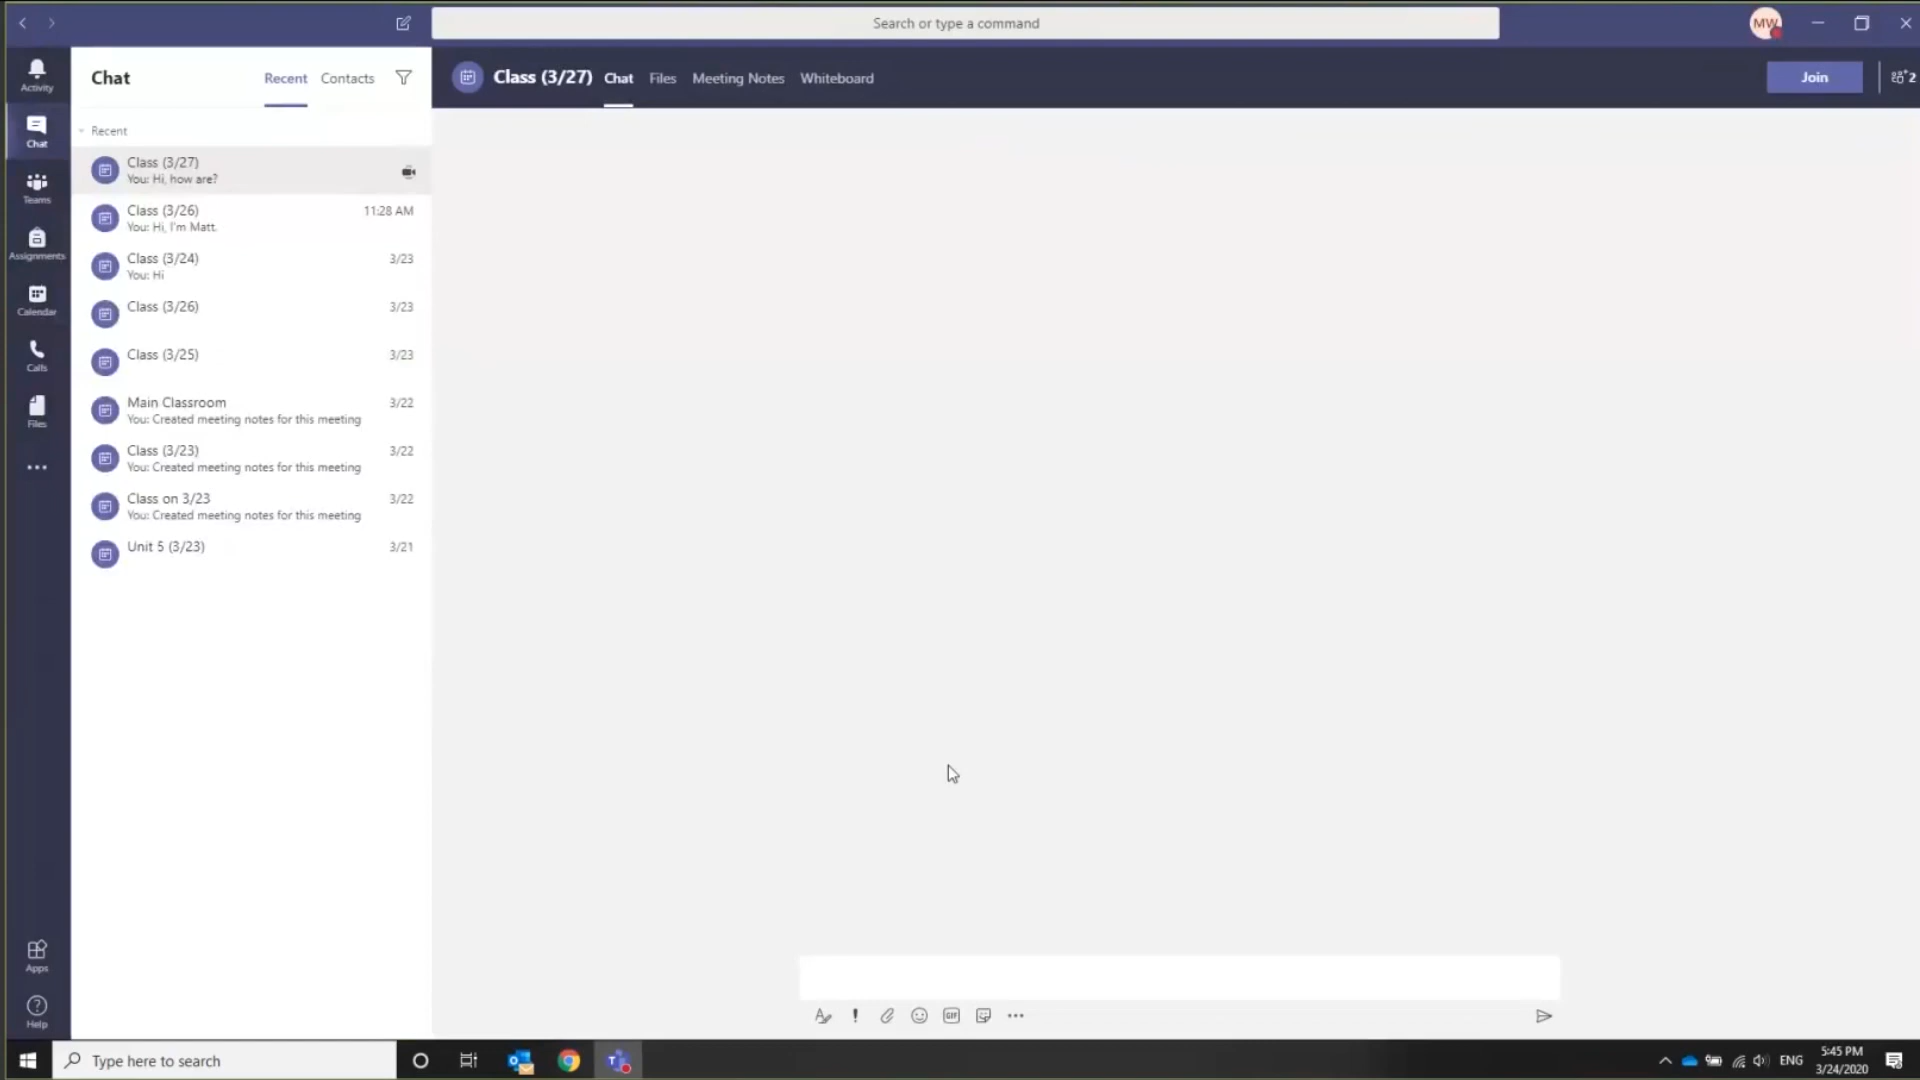 Search or type a command
MW
Activity
Chat
Teams
Assignments
Calendar
Calls
Files
Apps
Help
Chat Recent Contacts
Recent
Class (3/27)
You: Hi, how are?
Class (3/26) 11:28 AM
You: Hi, I'm Matt.
Class (3/24) 3/23
You: Hi
Class (3/26) 3/23
Class (3/25) 3/23
Main Classroom 3/22
You: Created meeting notes for this meeting
Class (3/23) 3/22
You: Created meeting notes for this meeting
Class on 3/23 3/22
You: Created meeting notes for this meeting
Unit 5 (3/23) 3/21
Class (3/27) Chat Files Meeting Notes Whiteboard Join 2
GIF
Type here to search
ENG
5:45 PM
3/24/2020